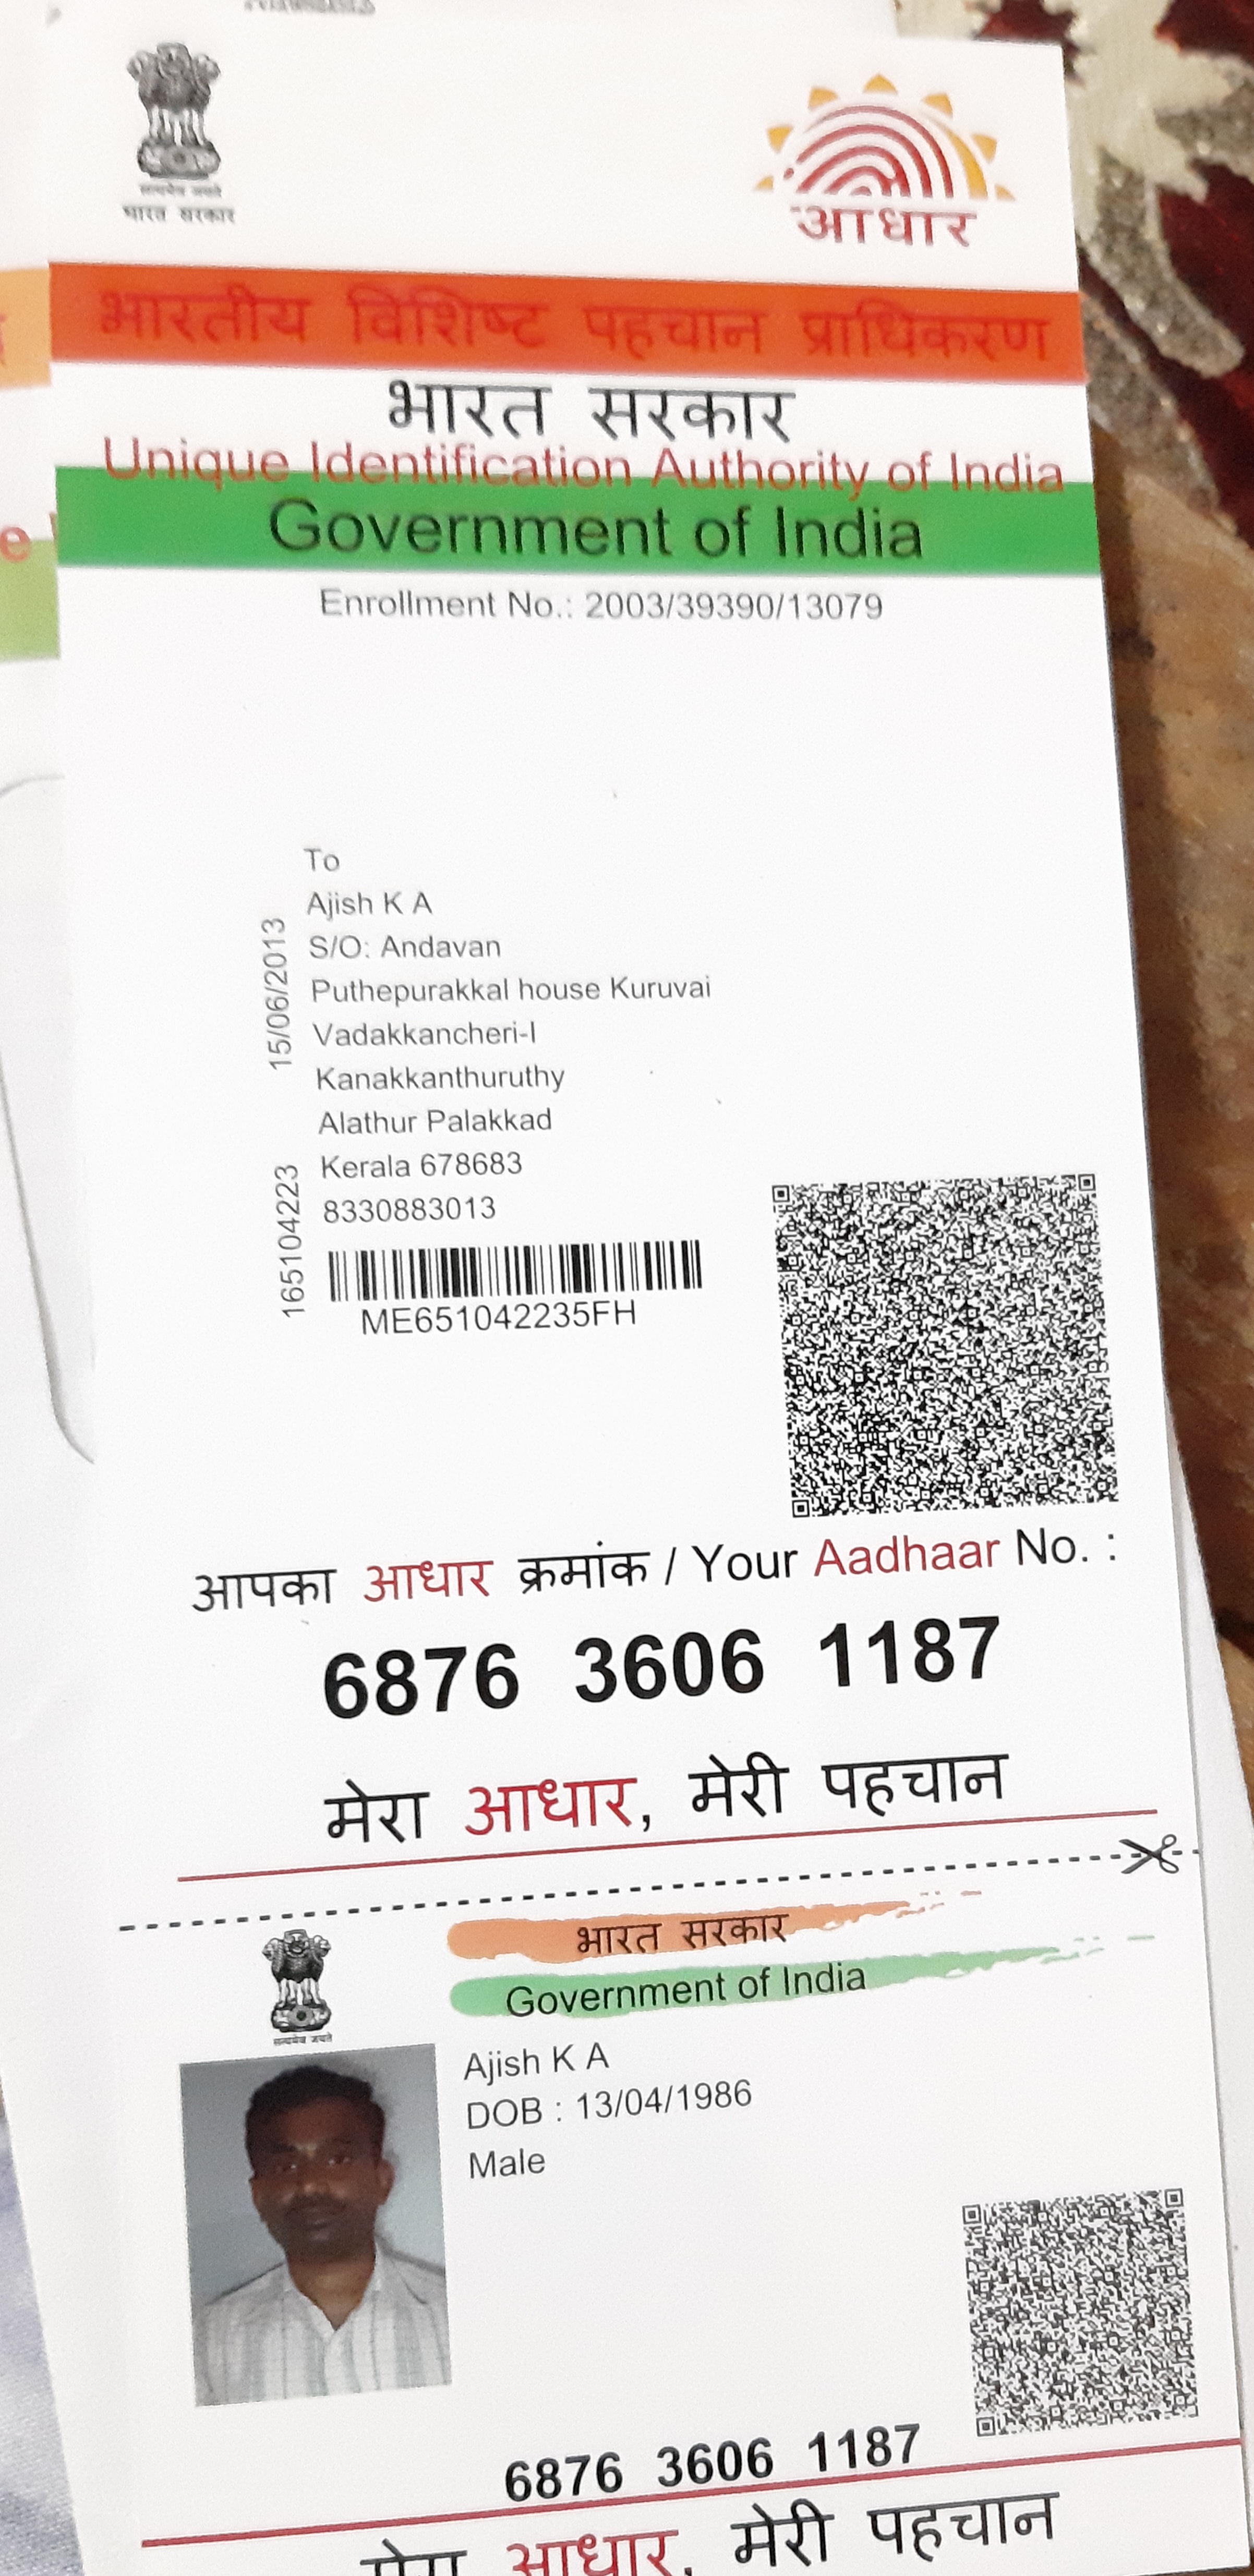 सत्यमेव जयते
भारत सरकार
आधार
भारतीय विशिष्ट पहचान प्राधिकरण
भारत सरकार
Unique Identification Authority of India
Government of India
Enrollment No.: 2003/39390/13079
To
Ajish K A
S/O: Andavan
Puthepurakkal house Kuruvai
Vadakkancheri-I
Kanakkanthuruthy
Alathur Palakkad
Kerala 678683
8330883013
15/06/2013
165104223
ME651042235FH
आपका आधार क्रमांक / Your Aadhaar No. :
6876 3606 1187
मेरा आधार, मेरी पहचान
भारत सरकार
Government of India
सत्यमेव जयते
Ajish K A
DOB : 13/04/1986
Male
6876 3606 1187
मेरा आधार, मेरी पहचान